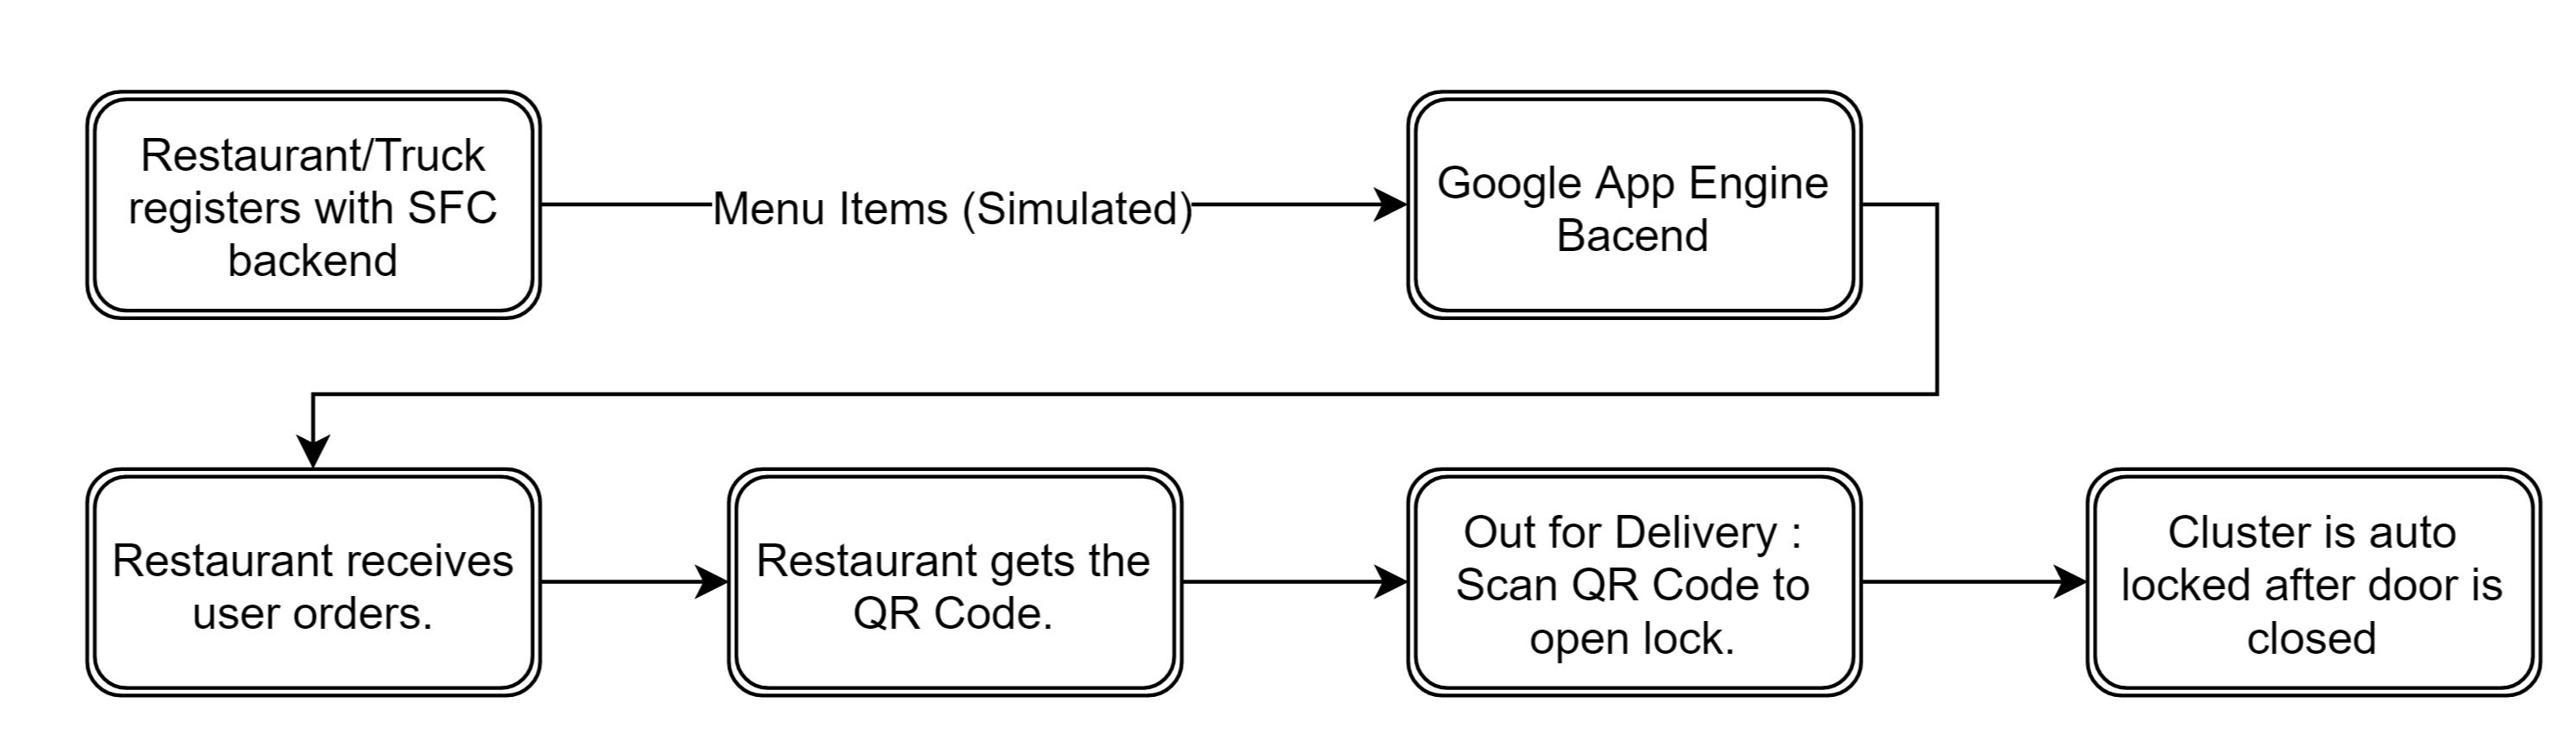 Restaurant/Truck
registers with SFC
backend
Menu Items (Simulated)
Google App Engine
Bacend
Restaurant receives
user orders.
Restaurant gets the
QR Code.
Out for Delivery :
Scan QR Code to
open lock.
Cluster is auto
locked after door is
closed